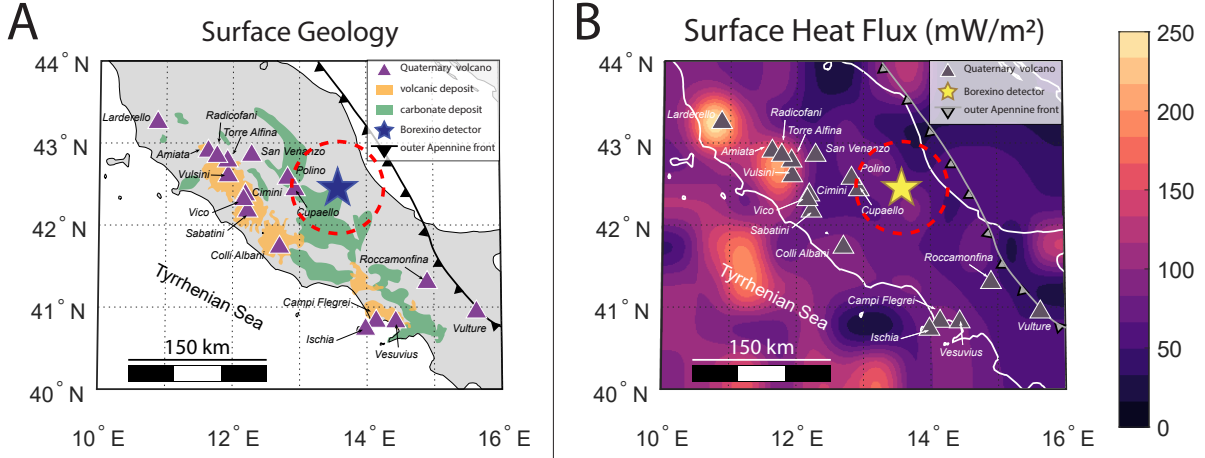 A
Surface Geology
44° N
43° N
42° N
41° N
40° N
10° E
12° E
14° E
16° E
Quaternary volcano
volcanic deposit
carbonate deposit
Borexino detector
outer Apennine front
Larderello
Radicofani
Torre Alfina
Amiata
San Venanzo
Vulsini
Polino
Cimini
Vico
Cupaello
Sabatini
Colli Albani
Roccamonfina
Tyrrhenian Sea
Campi Flegrei
Ischia
Vesuvius
Vulture
150 km
B
Surface Heat Flux (mW/m²)
44° N
43° N
42° N
41° N
40° N
10° E
12° E
14° E
16° E
Quaternary volcano
Borexino detector
outer Apennine front
Larderello
Radicofani
Torre Alfina
Amiata
San Venanzo
Vulsini
Polino
Cimini
Vico
Cupaello
Sabatini
Colli Albani
Roccamonfina
Tyrrhenian Sea
Campi Flegrei
Ischia
Vesuvius
Vulture
150 km
250
200
150
100
50
0